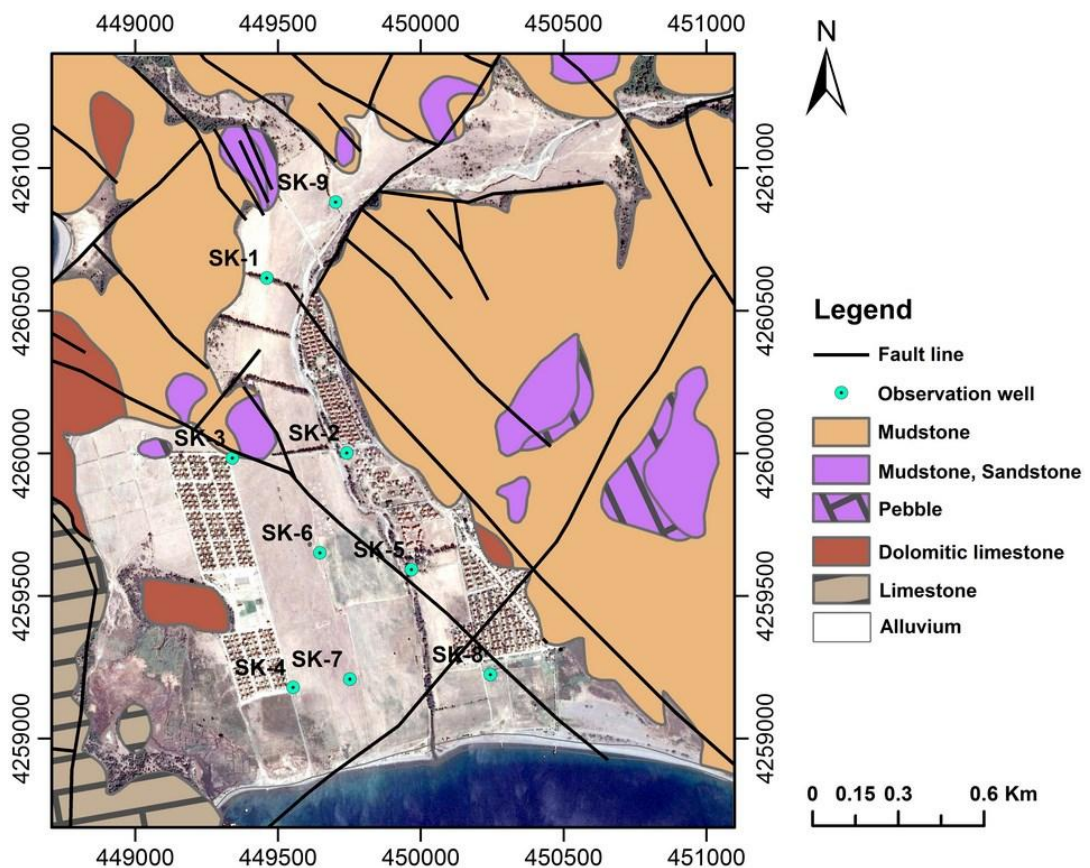 449000 449500 450000 450500 451000
N
4261000
4260500
4260000
4259500
4259000
4261000
4260500
4260000
4259500
4259000
SK-9
SK-1
SK-3
SK-2
SK-6
SK-5
SK-4
SK-7
SK-8
Legend
Fault line
Observation well
Mudstone
Mudstone, Sandstone
Pebble
Dolomitic limestone
Limestone
Alluvium
0 0.15 0.3 0.6 Km
449000 449500 450000 450500 451000